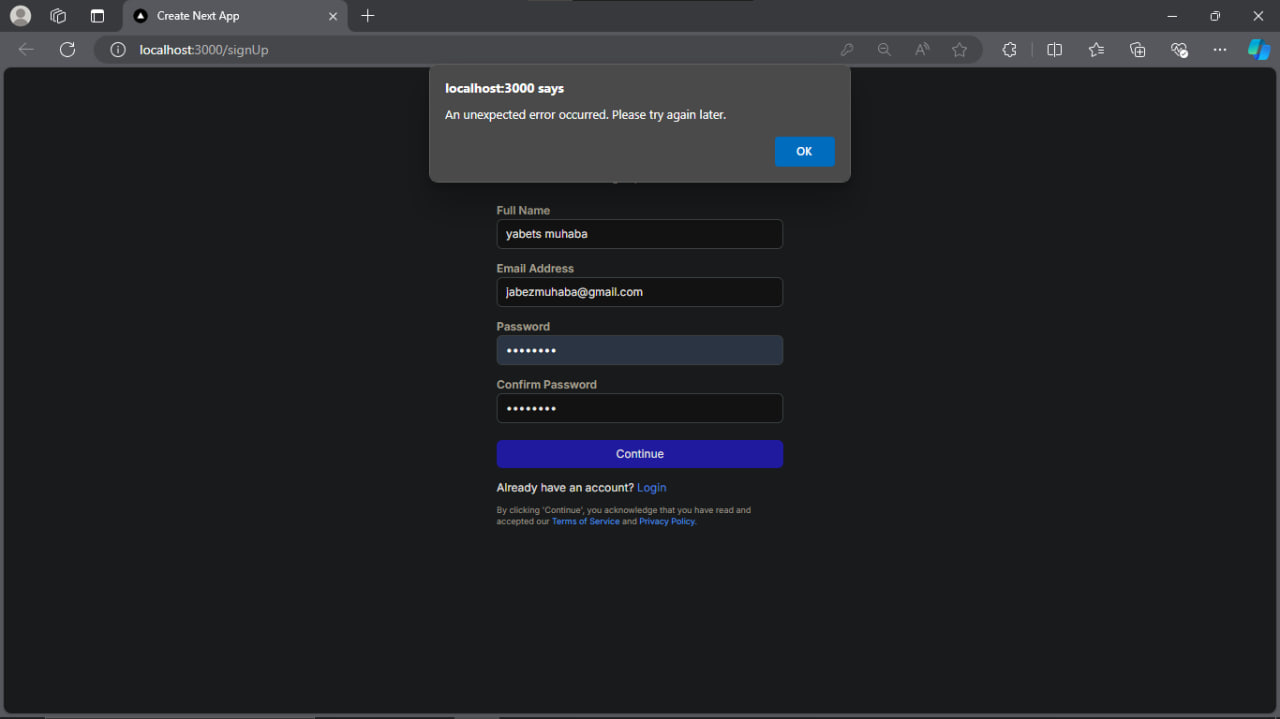 Create Next App
localhost:3000/signUp
localhost:3000 says
An unexpected error occurred. Please try again later.
OK
Full Name
yabets muhaba
Email Address
jabezmuhaba@gmail.com
Password
••••••••
Confirm Password
••••••••
Continue
Already have an account? Login
By clicking 'Continue', you acknowledge that you have read and
accepted our Terms of Service and Privacy Policy.